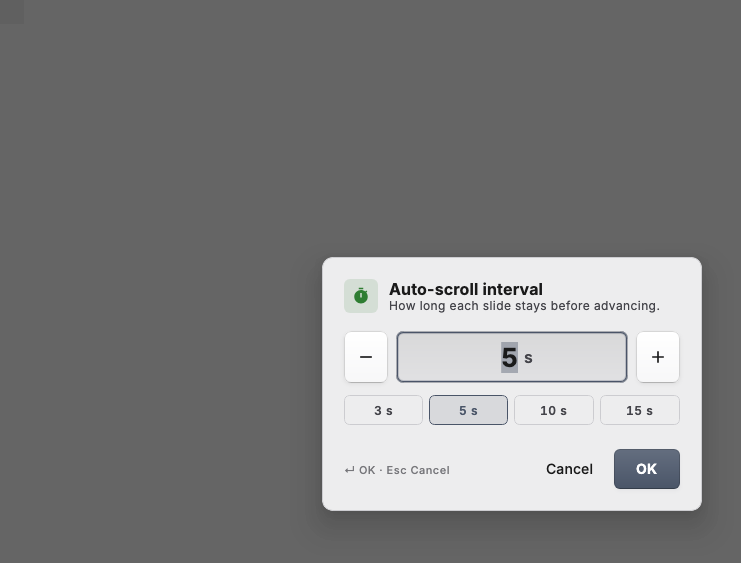 Auto-scroll interval
How long each slide stays before advancing.
− 5 s +
3 s 5 s 10 s 15 s
↵ OK · Esc Cancel Cancel OK